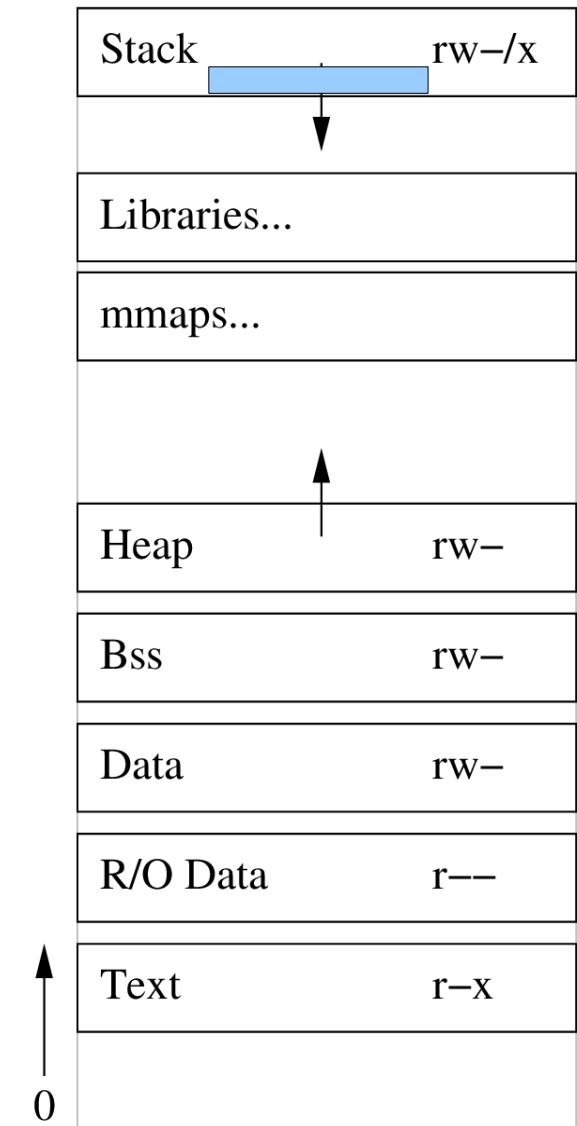 Stack rw−/x
Libraries...
mmaps...
Heap rw−
Bss rw−
Data rw−
R/O Data r−−
Text r−x
0